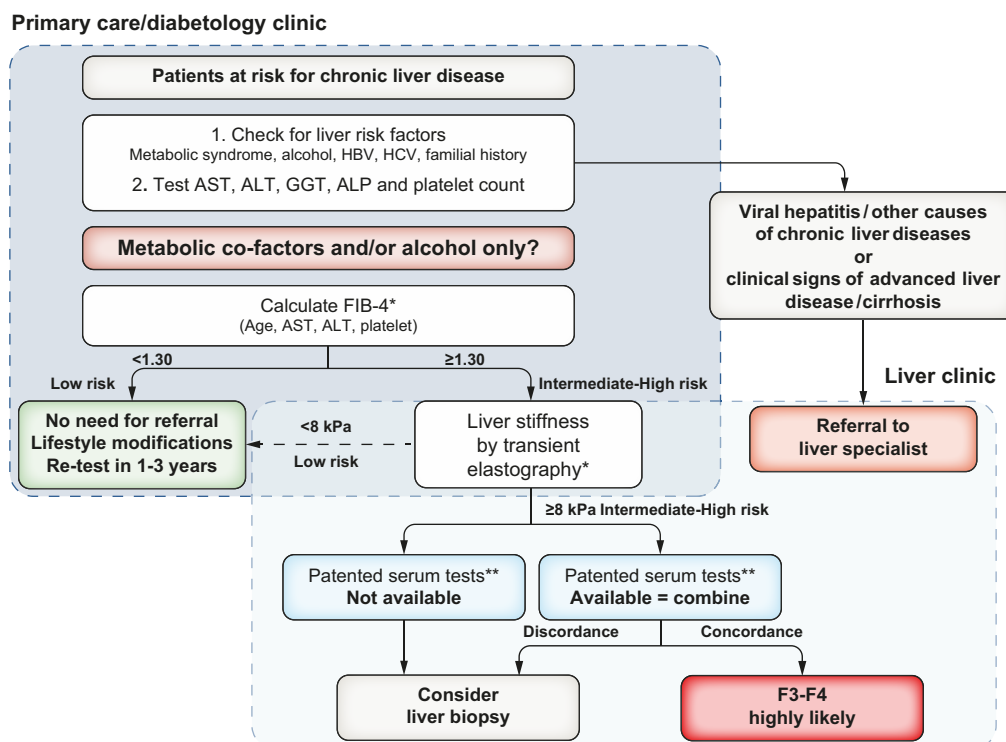 Primary care/diabetology clinic
Patients at risk for chronic liver disease
1. Check for liver risk factors
Metabolic syndrome, alcohol, HBV, HCV, familial history
2. Test AST, ALT, GGT, ALP and platelet count
Viral hepatitis/other causes
of chronic liver diseases
or
clinical signs of advanced liver
disease/cirrhosis
Metabolic co-factors and/or alcohol only?
Calculate FIB-4*
(Age, AST, ALT, platelet)
<1.30
≥1.30
Low risk
Intermediate-High risk
Liver clinic
No need for referral
Lifestyle modifications
Re-test in 1-3 years
<8 kPa
Low risk
Liver stiffness
by transient
elastography*
Referral to
liver specialist
≥8 kPa Intermediate-High risk
Patented serum tests**
Not available
Patented serum tests**
Available = combine
Discordance
Concordance
Consider
liver biopsy
F3-F4
highly likely